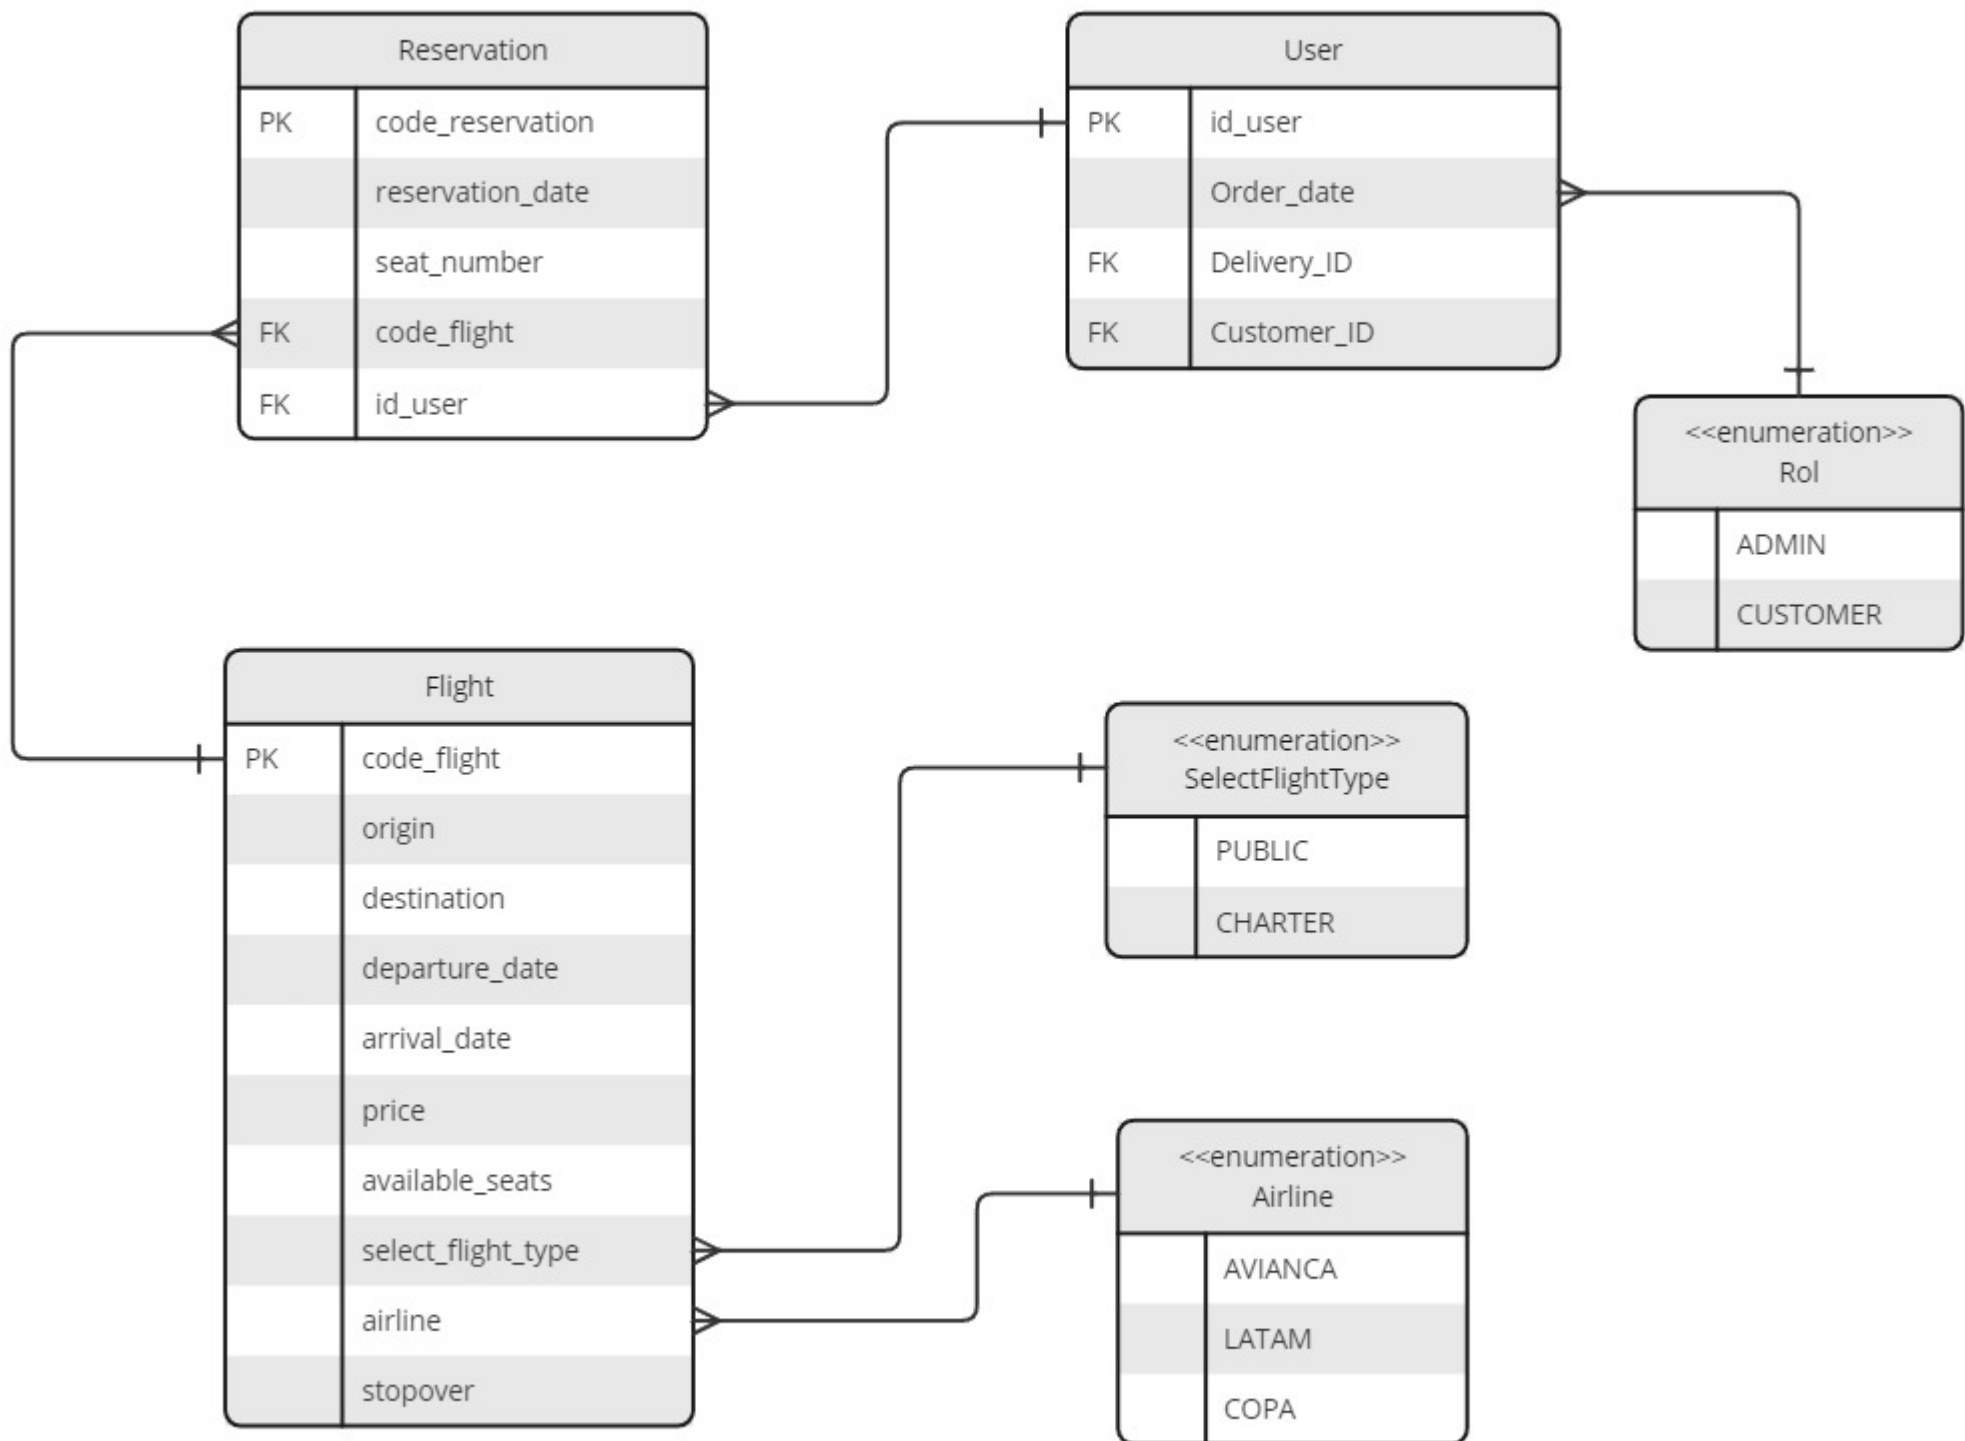 Reservation
PK code_reservation
reservation_date
seat_number
FK code_flight
FK id_user
User
PK id_user
Order_date
FK Delivery_ID
FK Customer_ID
<<enumeration>>
Rol
ADMIN
CUSTOMER
Flight
PK code_flight
origin
destination
departure_date
arrival_date
price
available_seats
select_flight_type
airline
stopover
<<enumeration>>
SelectFlightType
PUBLIC
CHARTER
<<enumeration>>
Airline
AVIANCA
LATAM
COPA